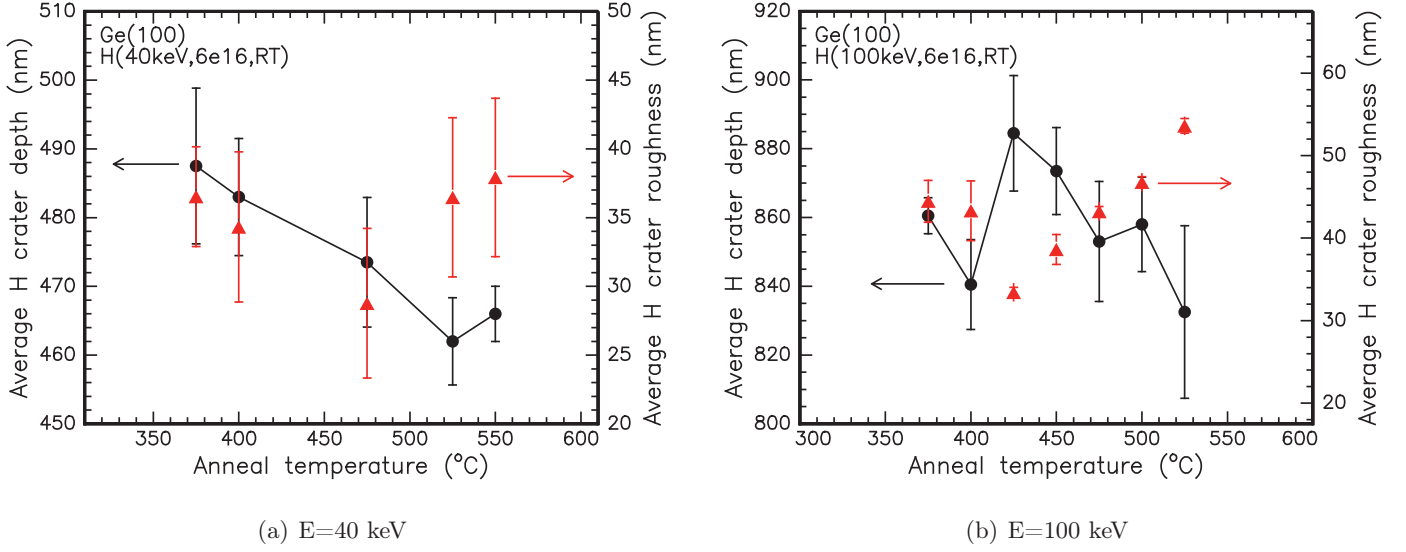 510
500
490
480
470
460
450
Average H crater depth (nm)
Ge(100)
H(40keV,6e16,RT)
50
45
40
35
30
25
20
Average H crater roughness (nm)
350 400 450 500 550 600
Anneal temperature (°C)
(a) E=40 keV
920
900
880
860
840
820
800
Average H crater depth (nm)
Ge(100)
H(100keV,6e16,RT)
60
50
40
30
20
Average H crater roughness (nm)
300 350 400 450 500 550 600
Anneal temperature (°C)
(b) E=100 keV